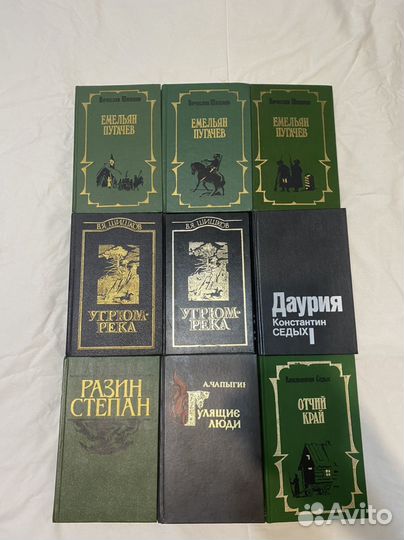 Вячеслав Шишков
ЕМЕЛЬЯН
ПУГАЧЕВ
Вячеслав Шишков
ЕМЕЛЬЯН
ПУГАЧЕВ
Вячеслав Шишков
ЕМЕЛЬЯН
ПУГАЧЕВ
В.Я. ШИШКОВ
УГРЮМ-
РЕКА
В.Я. ШИШКОВ
УГРЮМ-
РЕКА
Даурия
Константин
СЕДЫХ I
РАЗИН
СТЕПАН
А.ЧАПЫГИН
ГУЛЯЩИЕ
ЛЮДИ
Константин Седых
ОТЧИЙ
КРАЙ
Avito